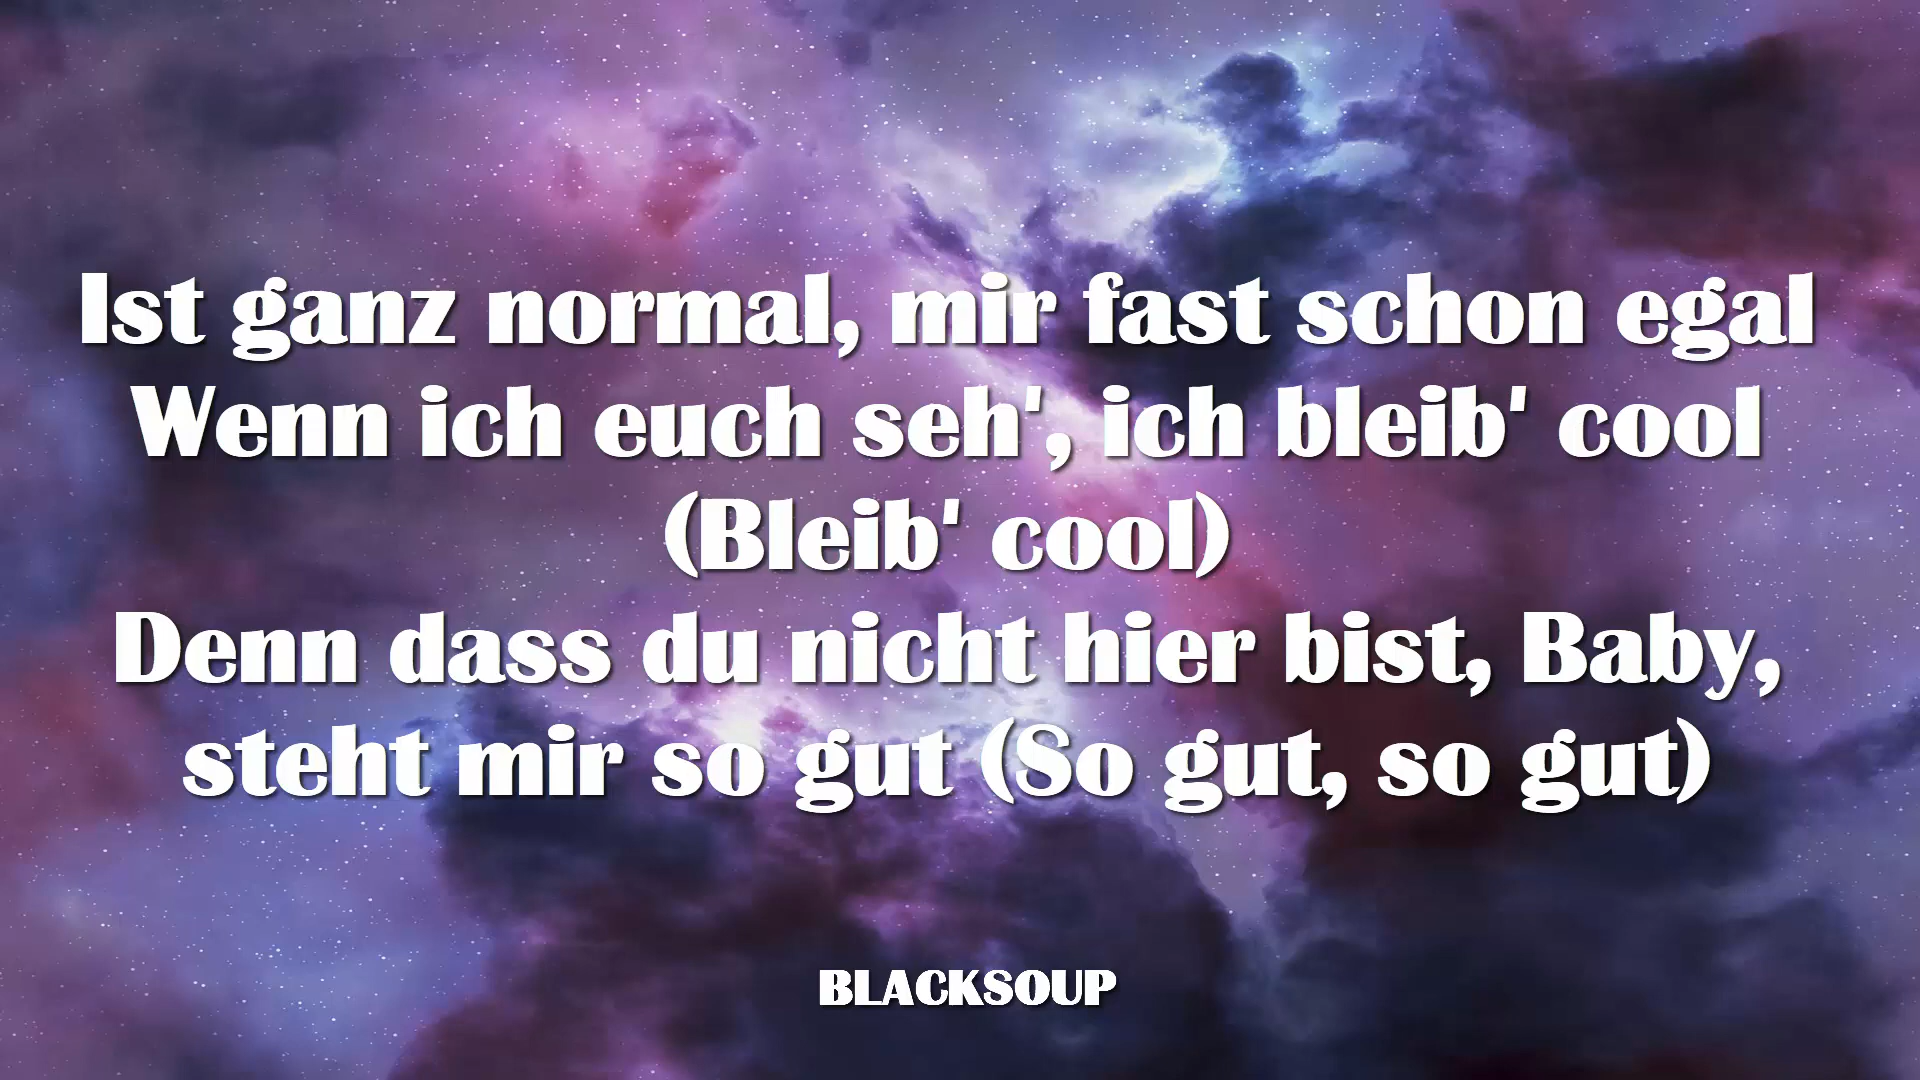 Ist ganz normal, mir fast schon egal
Wenn ich euch seh', ich bleib' cool
(Bleib' cool)
Denn dass du nicht hier bist, Baby,
steht mir so gut (So gut, so gut)
BLACKSOUP